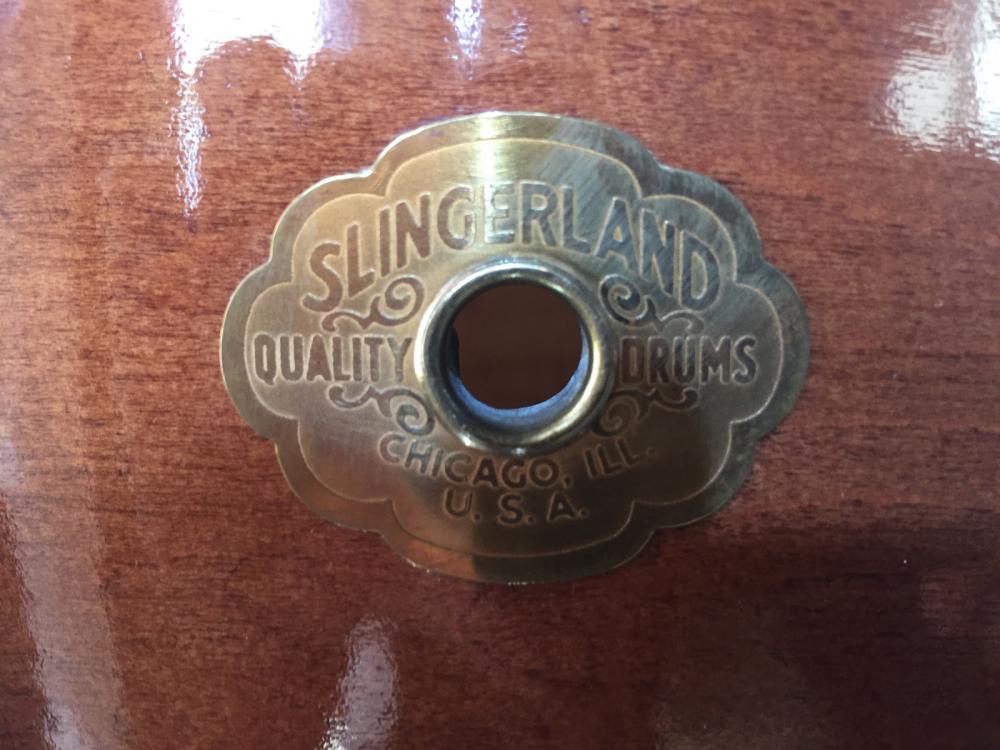 SLINGERLAND
QUALITY DRUMS
CHICAGO, ILL.
U. S. A.